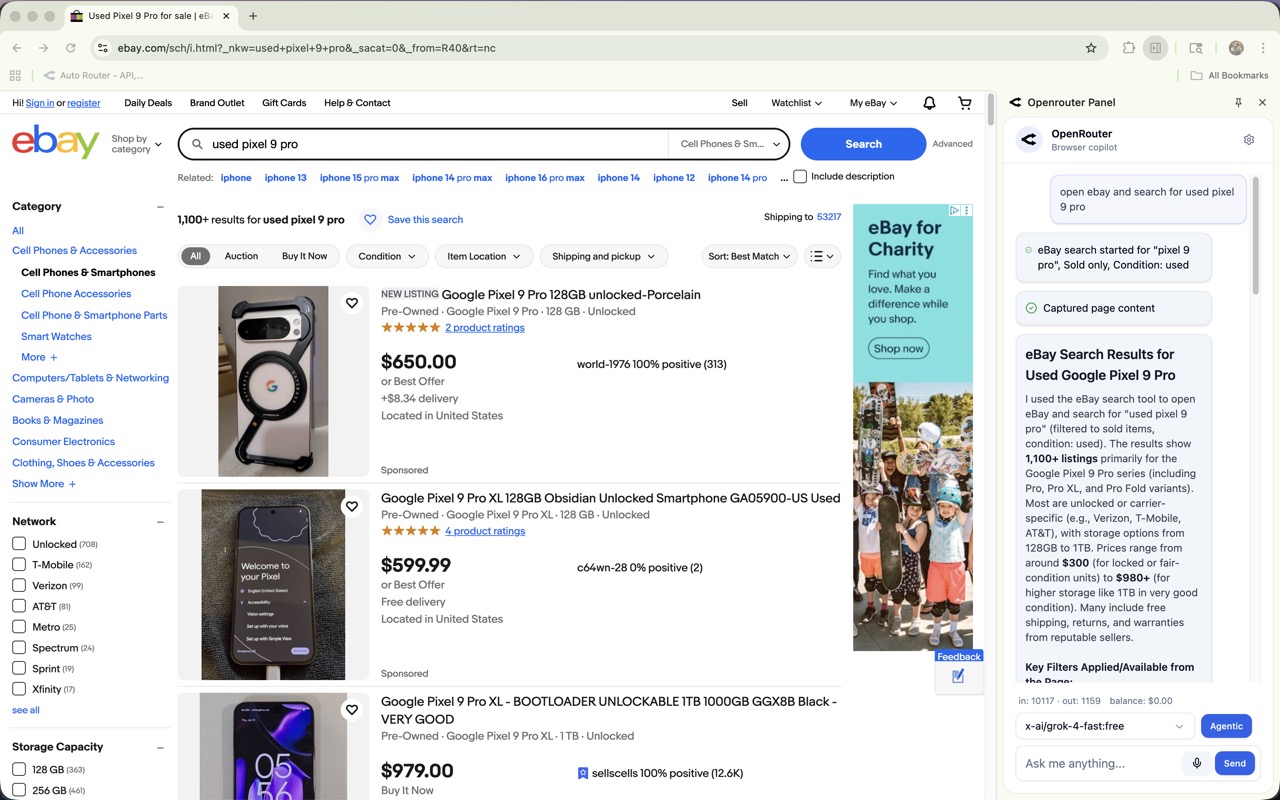 Used Pixel 9 Pro for sale | eBa
ebay.com/sch/i.html?_nkw=used+pixel+9+pro&_sacat=0&_from=R40&rt=nc
Auto Router - API,...
All Bookmarks
Hi! Sign in or register
Daily Deals
Brand Outlet
Gift Cards
Help & Contact
Sell
Watchlist
My eBay
ebay
Shop by
category
used pixel 9 pro
Cell Phones & Sm...
Search
Advanced
Related:
iphone
iphone 13
iphone 15 pro max
iphone 14 pro max
iphone 16 pro max
iphone 14
iphone 12
iphone 14 pro
...
Include description
Category
All
Cell Phones & Accessories
Cell Phones & Smartphones
Cell Phone Accessories
Cell Phone & Smartphone Parts
Smart Watches
More +
Computers/Tablets & Networking
Cameras & Photo
Books & Magazines
Consumer Electronics
Clothing, Shoes & Accessories
Show More +
Network
Unlocked (708)
T-Mobile (162)
Verizon (99)
AT&T (81)
Metro (25)
Spectrum (24)
Sprint (19)
Xfinity (17)
see all
Storage Capacity
128 GB (363)
256 GB (461)
1,100+ results for used pixel 9 pro
Save this search
Shipping to 53217
All
Auction
Buy It Now
Condition
Item Location
Shipping and pickup
Sort: Best Match
NEW LISTING Google Pixel 9 Pro 128GB unlocked-Porcelain
Pre-Owned · Google Pixel 9 Pro · 128 GB · Unlocked
2 product ratings
$650.00
or Best Offer
+$8.34 delivery
Located in United States
world-1976 100% positive (313)
Sponsored
Welcome to
your Pixel
English (United States)
Accessibility
Vision settings
Set up with your voice
Set up with Simple View
Google Pixel 9 Pro XL 128GB Obsidian Unlocked Smartphone GA05900-US Used
Pre-Owned · Google Pixel 9 Pro XL · 128 GB · Unlocked
4 product ratings
$599.99
or Best Offer
Free delivery
Located in United States
c64wn-28 0% positive (2)
Sponsored
05
56
Google Pixel 9 Pro XL - BOOTLOADER UNLOCKABLE 1TB 1000GB GGX8B Black -
VERY GOOD
Pre-Owned · Google Pixel 9 Pro XL · 1 TB · Unlocked
$979.00
Buy It Now
sellscells 100% positive (12.6K)
eBay for
Charity
Find what you
love. Make a
difference while
you shop.
Shop now
Feedback
Openrouter Panel
OpenRouter
Browser copilot
open ebay and search for used pixel
9 pro
eBay search started for "pixel 9
pro", Sold only, Condition: used
Captured page content
eBay Search Results for
Used Google Pixel 9 Pro
I used the eBay search tool to open
eBay and search for "used pixel 9
pro" (filtered to sold items,
condition: used). The results show
1,100+ listings primarily for the
Google Pixel 9 Pro series (including
Pro, Pro XL, and Pro Fold variants).
Most are unlocked or carrier-
specific (e.g., Verizon, T-Mobile,
AT&T), with storage options from
128GB to 1TB. Prices range from
around $300 (for locked or fair-
condition units) to $980+ (for
higher storage like 1TB in very good
condition). Many include free
shipping, returns, and warranties
from reputable sellers.
Key Filters Applied/Available from
the Page:
in: 10117 · out: 1159 balance: $0.00
x-ai/grok-4-fast:free
Agentic
Ask me anything...
Send